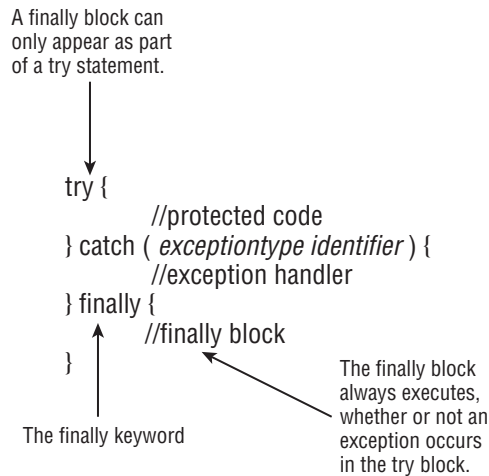 A finally block can
only appear as part
of a try statement.
try {
//protected code
} catch ( exceptiontype identifier ) {
//exception handler
} finally {
//finally block
}
The finally keyword
The finally block
always executes,
whether or not an
exception occurs
in the try block.